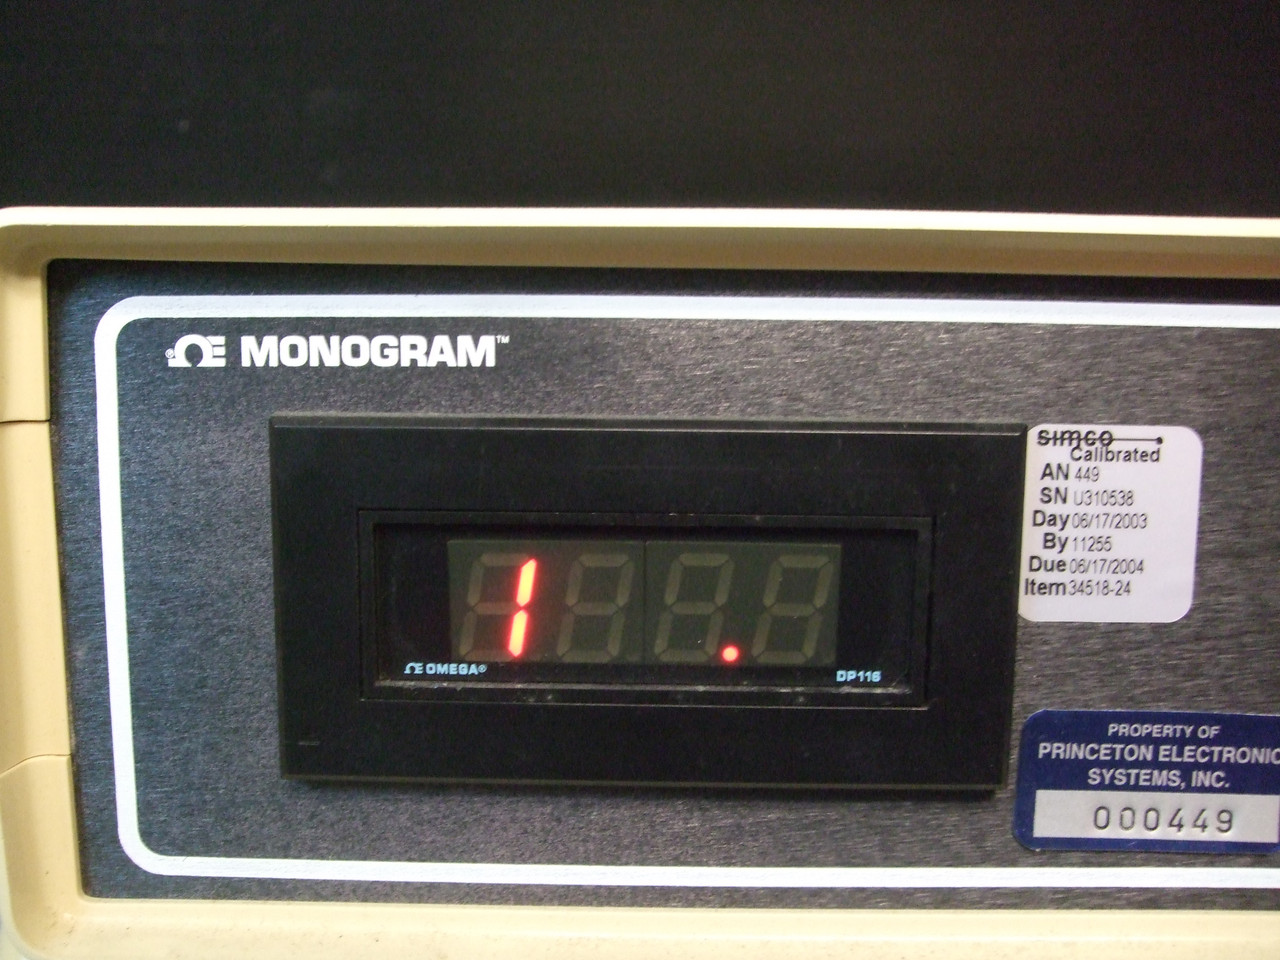 MONOGRAM™
simco
Calibrated
AN 449
SN U310538
Day 06/17/2003
By 11255
Due 06/17/2004
Item 34518-24
1 .
OMEGA®
DP116
PROPERTY OF
PRINCETON ELECTRONIC
SYSTEMS, INC.
000449